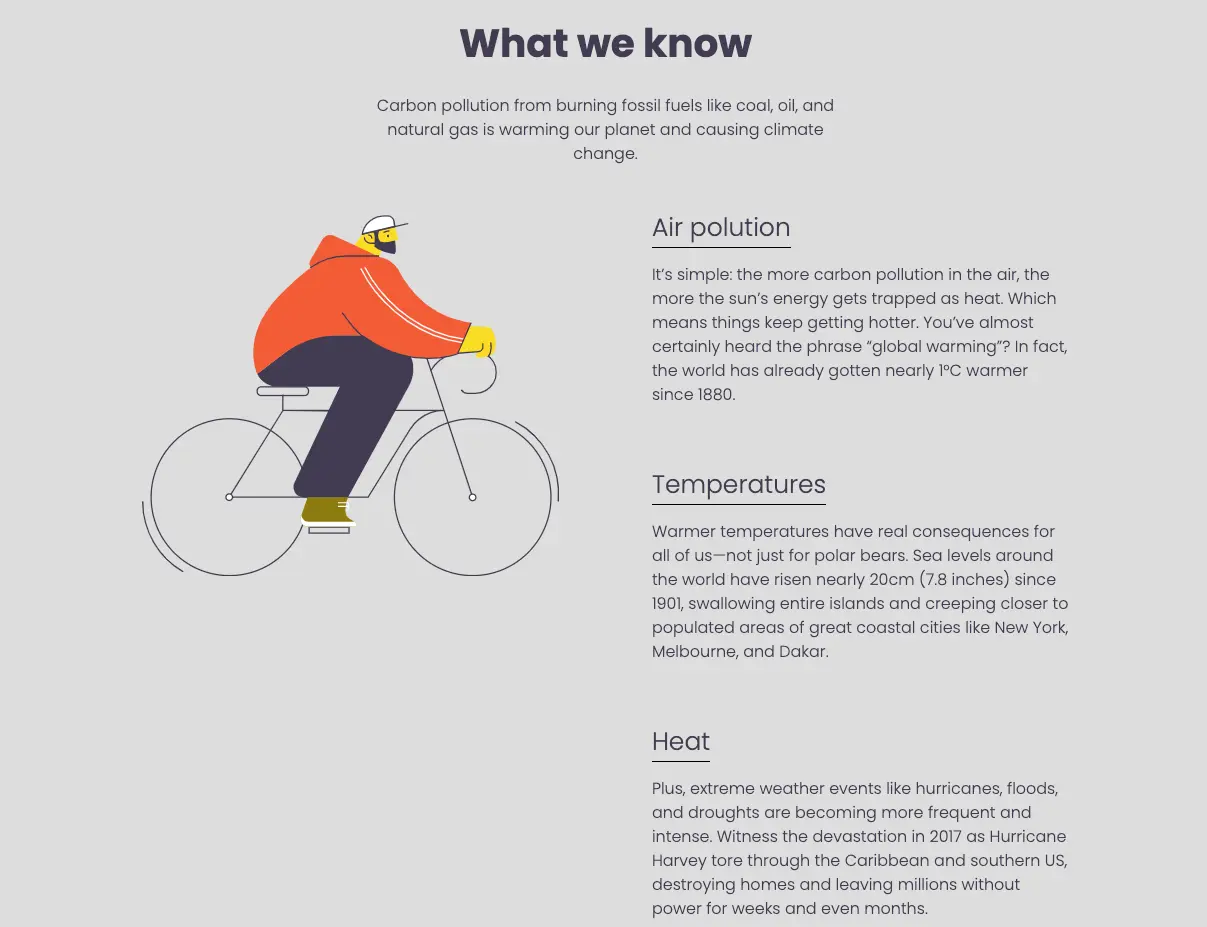 What we know
Carbon pollution from burning fossil fuels like coal, oil, and
natural gas is warming our planet and causing climate
change.
Air polution
It’s simple: the more carbon pollution in the air, the
more the sun’s energy gets trapped as heat. Which
means things keep getting hotter. You’ve almost
certainly heard the phrase “global warming”? In fact,
the world has already gotten nearly 1°C warmer
since 1880.
Temperatures
Warmer temperatures have real consequences for
all of us—not just for polar bears. Sea levels around
the world have risen nearly 20cm (7.8 inches) since
1901, swallowing entire islands and creeping closer to
populated areas of great coastal cities like New York,
Melbourne, and Dakar.
Heat
Plus, extreme weather events like hurricanes, floods,
and droughts are becoming more frequent and
intense. Witness the devastation in 2017 as Hurricane
Harvey tore through the Caribbean and southern US,
destroying homes and leaving millions without
power for weeks and even months.